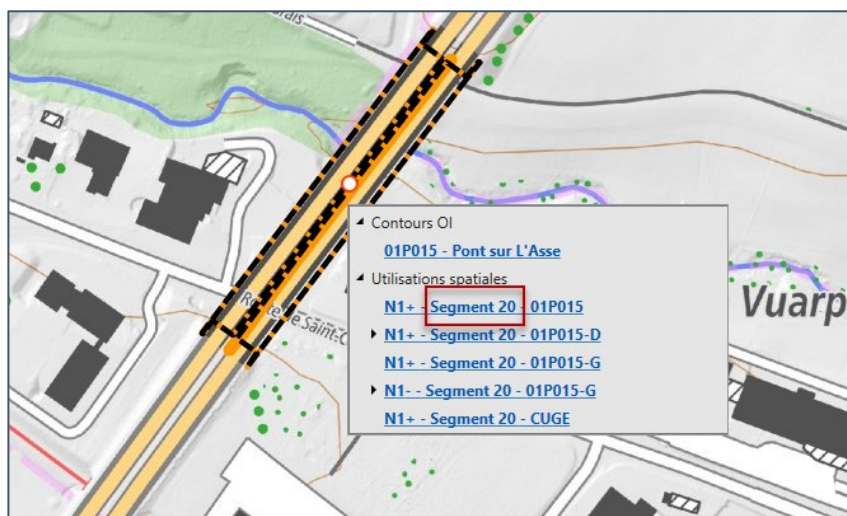 Contours OI
01P015 - Pont sur L'Asse
Utilisations spatiales
N1+ - Segment 20 - 01P015
N1+ - Segment 20 - 01P015-D
N1+ - Segment 20 - 01P015-G
N1- - Segment 20 - 01P015-G
N1+ - Segment 20 - CUGE
Vuarp